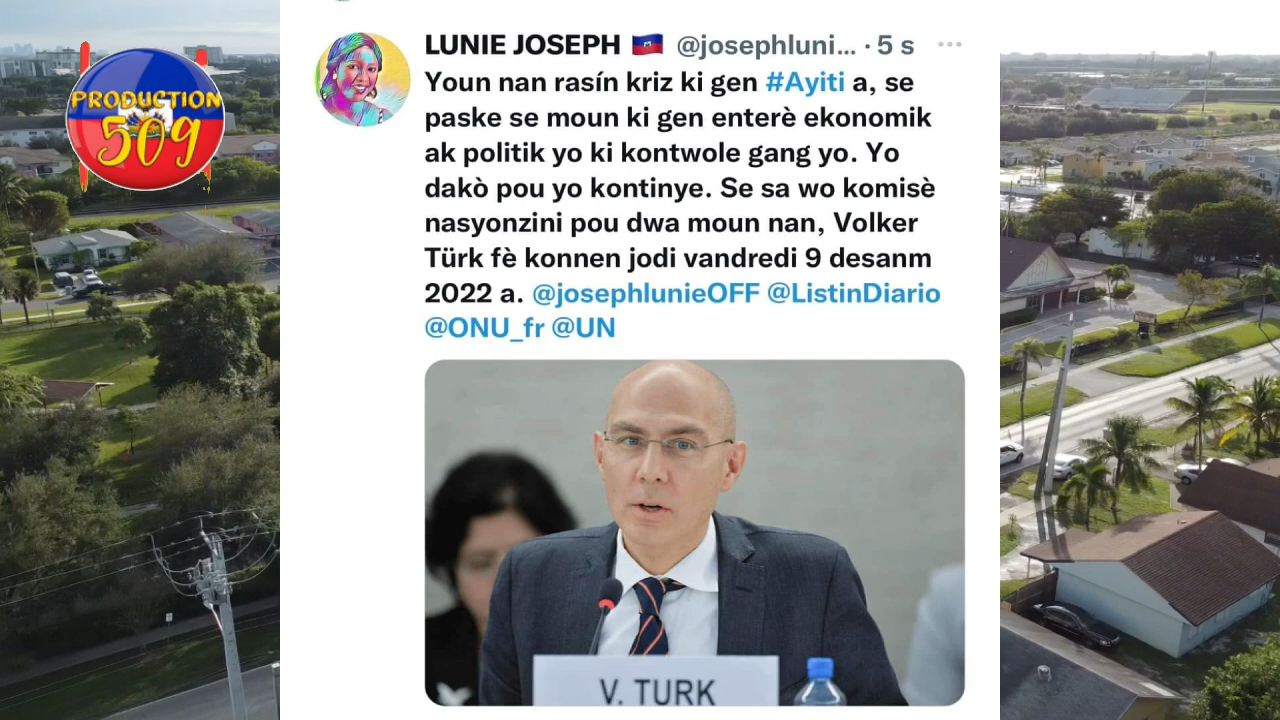 PRODUCTION
509
LUNIE JOSEPH 🇭🇹 @josephluni... · 5 s ...
Youn nan rasín kriz ki gen #Ayiti a, se
paske se moun ki gen enterè ekonomik
ak politik yo ki kontwole gang yo. Yo
dakò pou yo kontinye. Se sa wo komisè
nasyonzini pou dwa moun nan, Volker
Türk fè konnen jodi vandredi 9 desanm
2022 a. @josephlunieOFF @ListinDiario
@ONU_fr @UN
V. TURK